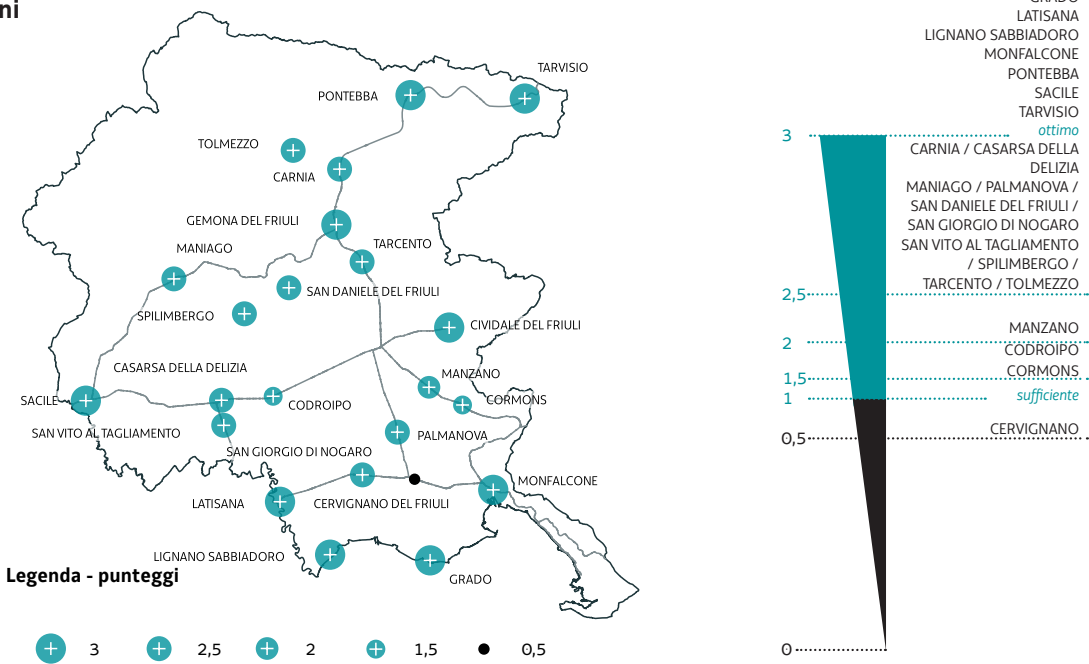 ni
TARVISIO
PONTEBBA
TOLMEZZO
CARNIA
GEMONA DEL FRIULI
TARCENTO
MANIAGO
SAN DANIELE DEL FRIULI
SPILIMBERGO
CIVIDALE DEL FRIULI
CASARSA DELLA DELIZIA
MANZANO
SACILE
CODROIPO
CORMONS
SAN VITO AL TAGLIAMENTO
PALMANOVA
SAN GIORGIO DI NOGARO
MONFALCONE
LATISANA
CERVIGNANO DEL FRIULI
LIGNANO SABBIADORO
GRADO
Legenda - punteggi
3
2,5
2
1,5
0,5
GRADO
LATISANA
LIGNANO SABBIADORO
MONFALCONE
PONTEBBA
SACILE
TARVISIO
3
ottimo
CARNIA / CASARSA DELLA
DELIZIA
MANIAGO / PALMANOVA /
SAN DANIELE DEL FRIULI /
SAN GIORGIO DI NOGARO
SAN VITO AL TAGLIAMENTO
/ SPILIMBERGO /
TARCENTO / TOLMEZZO
2,5
MANZANO
2
CODROIPO
CORMONS
1,5
1
sufficiente
CERVIGNANO
0,5
0